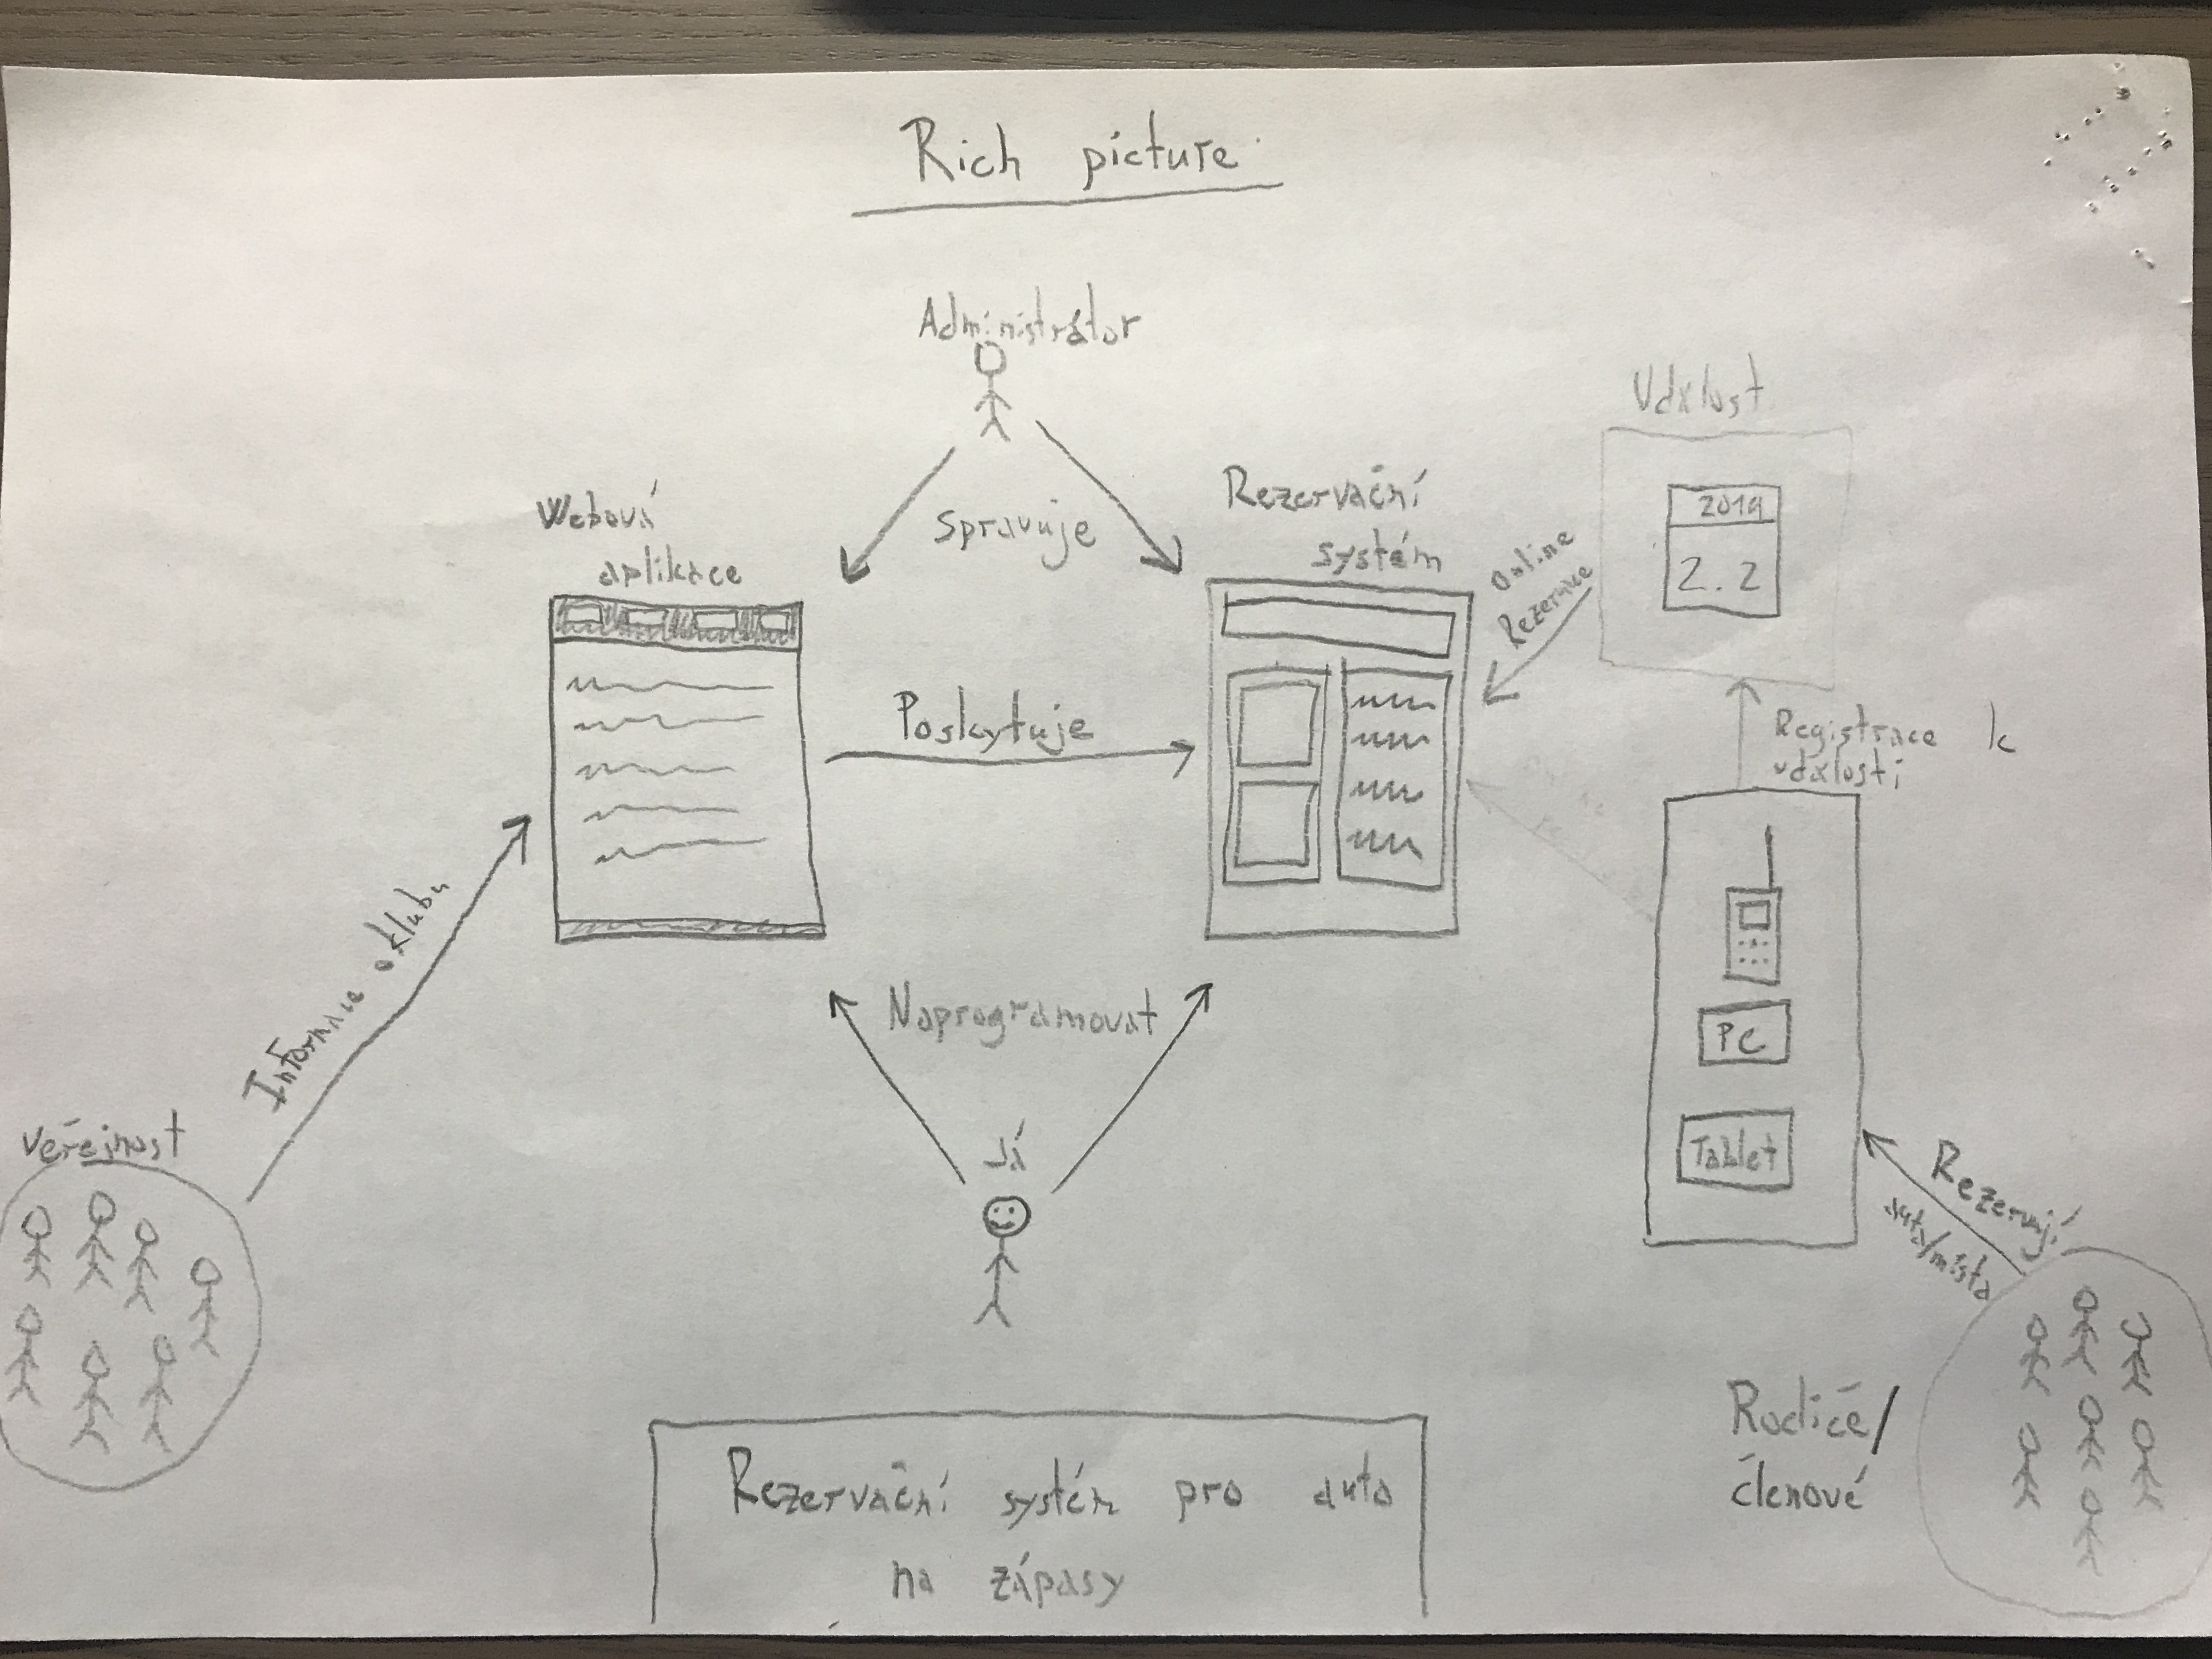 Rich picture
Administrátor
Událost
Webová
aplikace
spravuje
Rezervační
systém
2019
2.2
Online
Rezervace
Poskytuje
Registrace k
události
Informace o klubu
Naprogramovat
PC
Tablet
Já
veřejnost
Rezervují
auta/místa
Rodiče/
členové
Rezervační systém pro auto
na zápasy